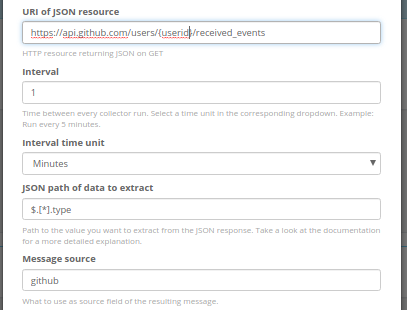 URI of JSON resource
https://api.github.com/users/{userid}/received_events
HTTP resource returning JSON on GET
Interval
1
Time between every collector run. Select a time unit in the corresponding dropdown. Example:
Run every 5 minutes.
Interval time unit
Minutes
JSON path of data to extract
$.[*].type
Path to the value you want to extract from the JSON response. Take a look at the documentation
for a more detailed explanation.
Message source
github
What to use as source field of the resulting message.